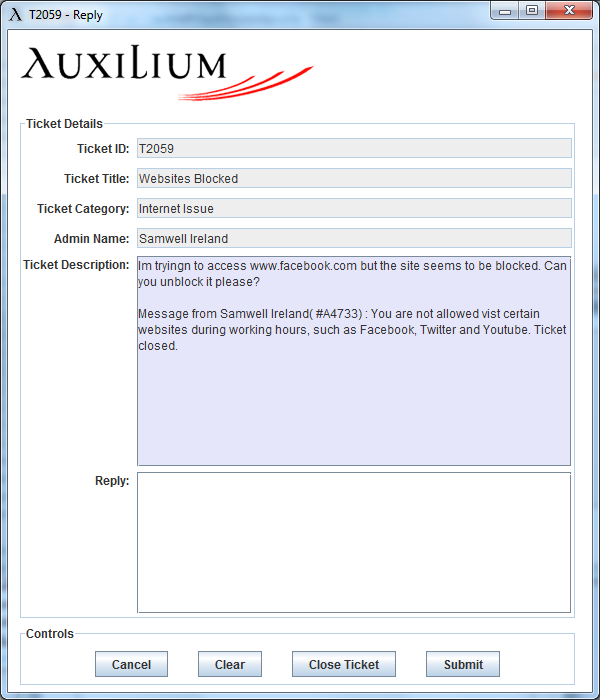 T2059 - Reply
AUXILIUM
Ticket Details
Ticket ID: T2059
Ticket Title: Websites Blocked
Ticket Category: Internet Issue
Admin Name: Samwell Ireland
Ticket Description: Im tryingn to access www.facebook.com but the site seems to be blocked. Can
you unblock it please?
Message from Samwell Ireland( #A4733) : You are not allowed vist certain
websites during working hours, such as Facebook, Twitter and Youtube. Ticket
closed.
Reply:
Controls
Cancel Clear Close Ticket Submit